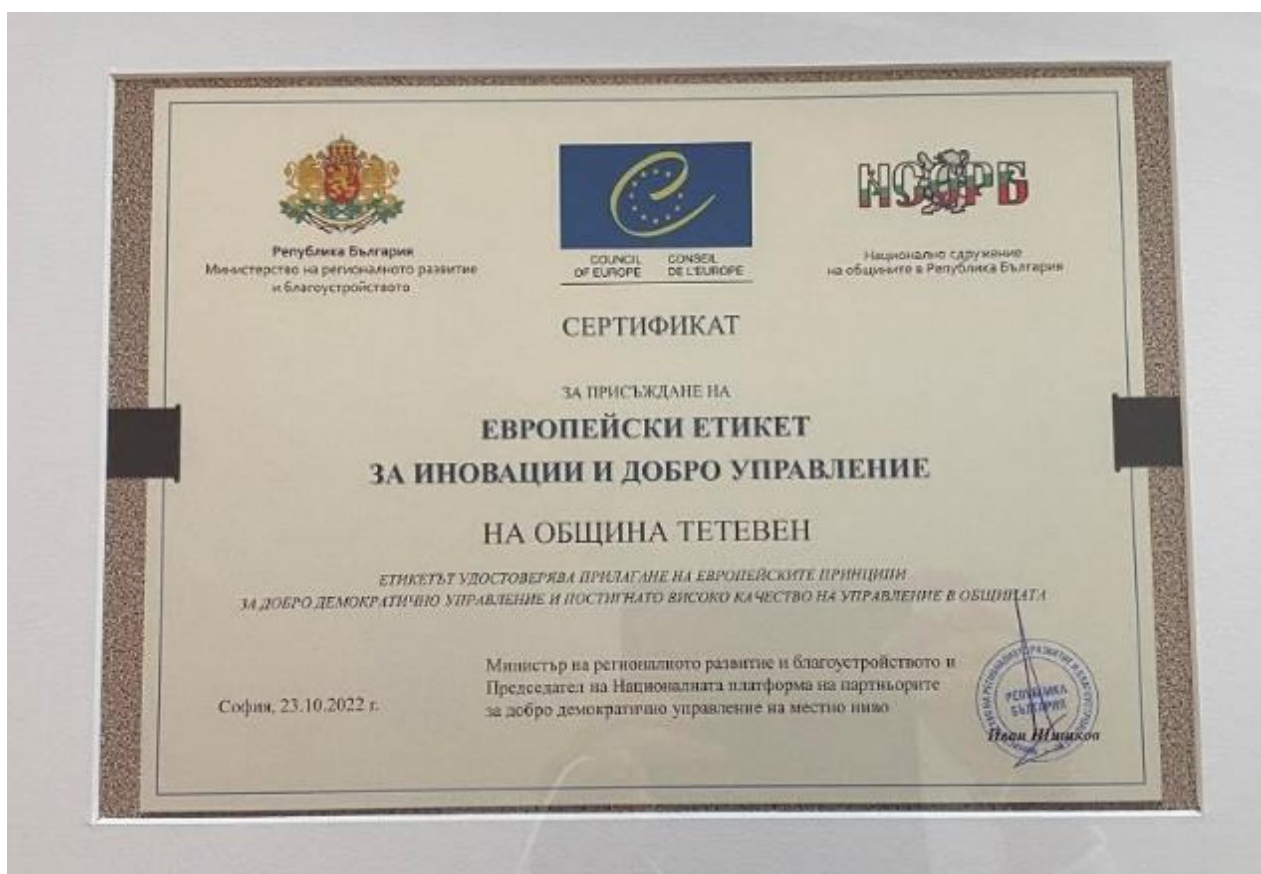 Република България
Министерство на регионалното развитие
и благоустройството
COUNCIL OF EUROPE
CONSEIL DE L'EUROPE
НСОРБ
Национално сдружение
на общините в Република България
СЕРТИФИКАТ
ЗА ПРИСЪЖДАНЕ НА
ЕВРОПЕЙСКИ ЕТИКЕТ
ЗА ИНОВАЦИИ И ДОБРО УПРАВЛЕНИЕ
НА ОБЩИНА ТЕТЕВЕН
ЕТИКЕТЪТ УДОСТОВЕРЯВА ПРИЛАГАНЕ НА ЕВРОПЕЙСКИТЕ ПРИНЦИПИ
ЗА ДОБРО ДЕМОКРАТИЧНО УПРАВЛЕНИЕ И ПОСТИГНАТО ВИСОКО КАЧЕСТВО НА УПРАВЛЕНИЕ В ОБЩИНАТА
Министър на регионалното развитие и благоустройството и
Председател на Националната платформа на партньорите
за добро демократично управление на местно ниво
София, 23.10.2022 г.
РЕПУБЛИКА
БЪЛГАРИЯ
Иван Шишков